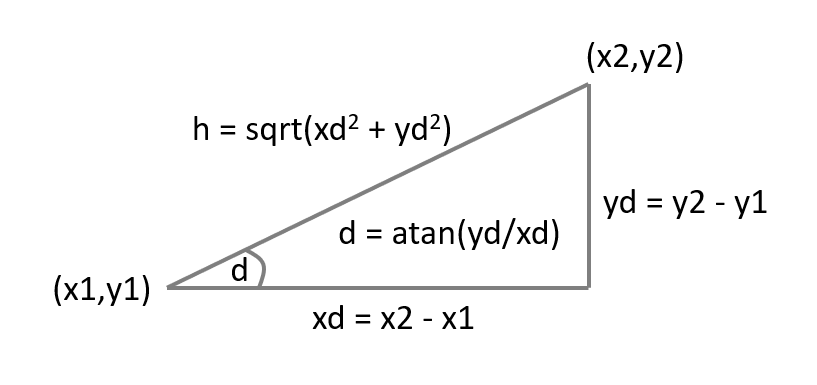 (x2,y2)
h = sqrt(xd² + yd²)
yd = y2 - y1
d = atan(yd/xd)
d
(x1,y1)
xd = x2 - x1